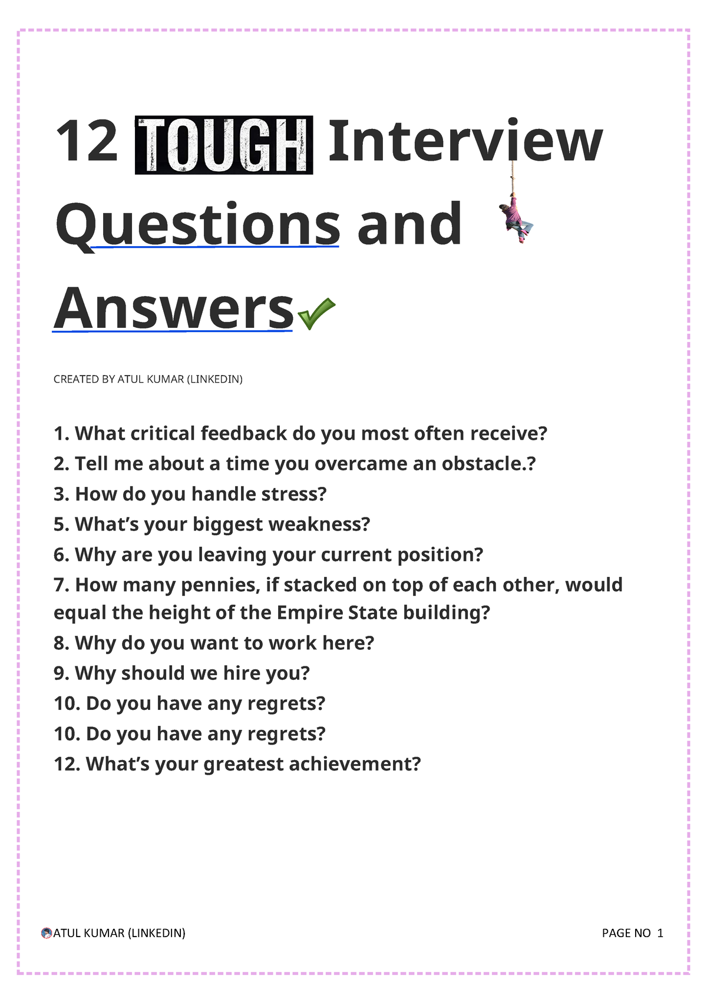 12 TOUGH Interview
Questions and
Answers
CREATED BY ATUL KUMAR (LINKEDIN)
1. What critical feedback do you most often receive?
2. Tell me about a time you overcame an obstacle.?
3. How do you handle stress?
5. What’s your biggest weakness?
6. Why are you leaving your current position?
7. How many pennies, if stacked on top of each other, would
equal the height of the Empire State building?
8. Why do you want to work here?
9. Why should we hire you?
10. Do you have any regrets?
10. Do you have any regrets?
12. What’s your greatest achievement?
ATUL KUMAR (LINKEDIN) PAGE NO 1